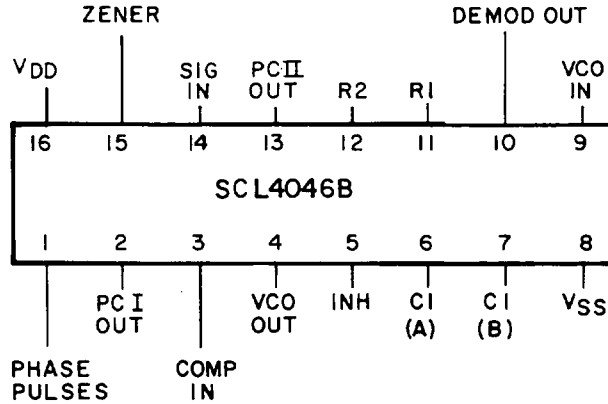 ZENER
DEMOD OUT
VDD
SIG IN
PCII OUT
R2
R1
VCO IN
16 15 14 13 12 11 10 9
SCL4046B
1 2 3 4 5 6 7 8
PCI OUT
VCO OUT
INH
C1 (A)
C1 (B)
VSS
PHASE PULSES
COMP IN